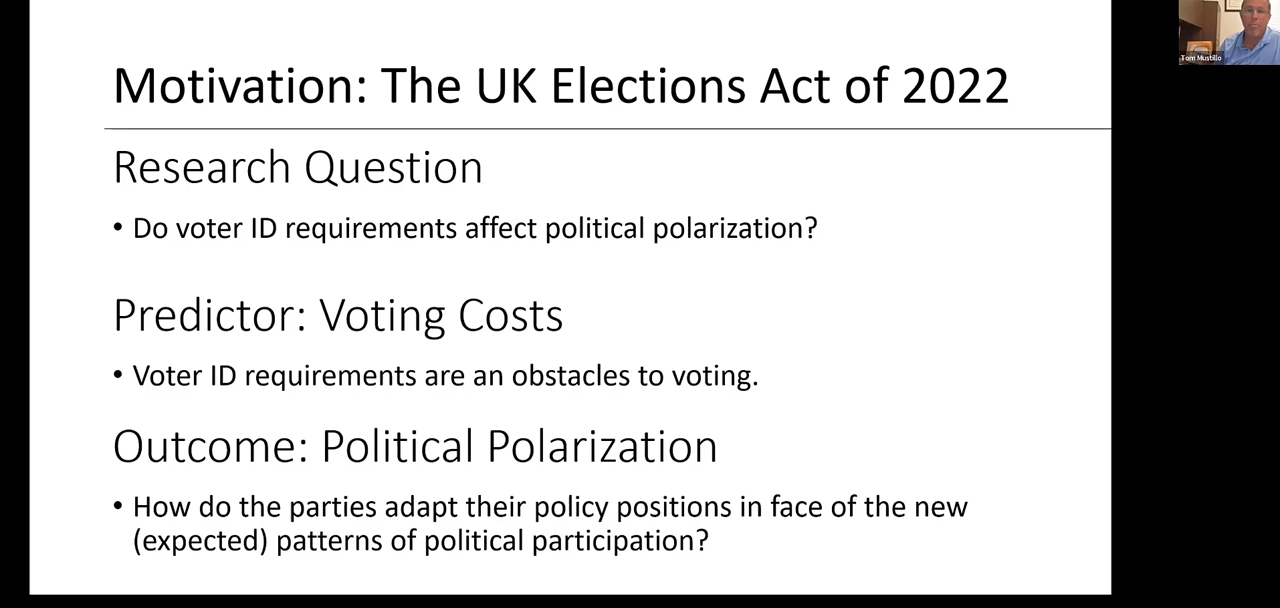 Motivation: The UK Elections Act of 2022
Tom Mustillo
Research Question
• Do voter ID requirements affect political polarization?
Predictor: Voting Costs
• Voter ID requirements are an obstacles to voting.
Outcome: Political Polarization
• How do the parties adapt their policy positions in face of the new
(expected) patterns of political participation?